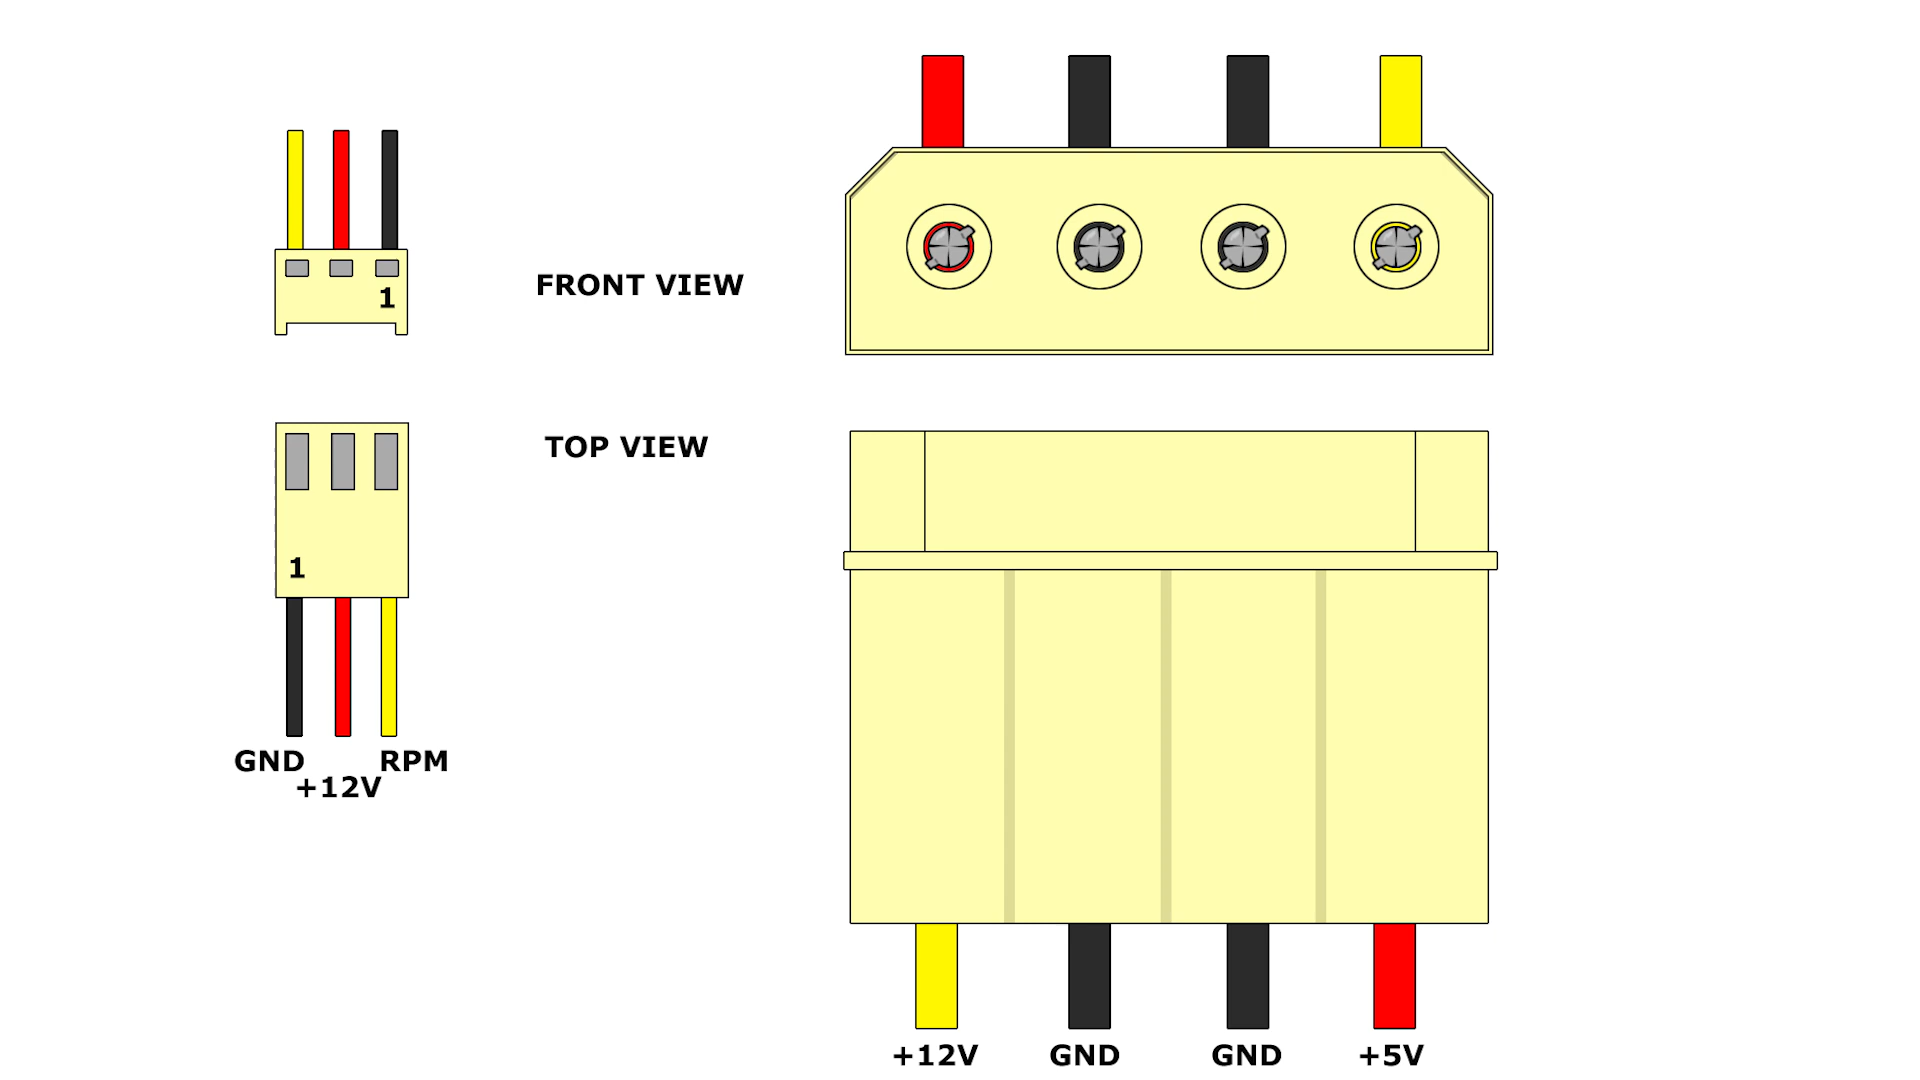 1
FRONT VIEW
TOP VIEW
1
GND
RPM
+12V
+12V GND GND +5V